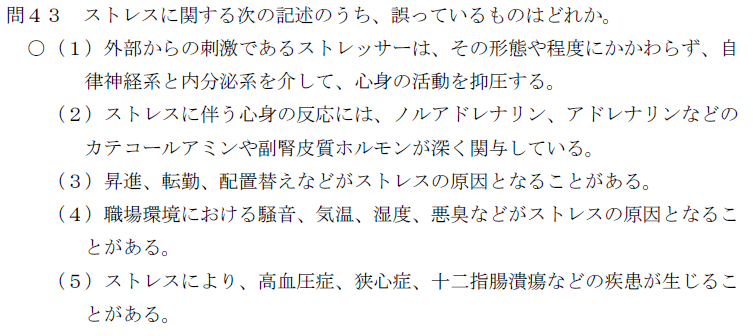 問43　ストレスに関する次の記述のうち、誤っているものはどれか。
○（1）外部からの刺激であるストレッサーは、その形態や程度にかかわらず、自
律神経系と内分泌系を介して、心身の活動を抑圧する。
（2）ストレスに伴う心身の反応には、ノルアドレナリン、アドレナリンなどの
カテコールアミンや副腎皮質ホルモンが深く関与している。
（3）昇進、転勤、配置替えなどがストレスの原因となることがある。
（4）職場環境における騒音、気温、湿度、悪臭などがストレスの原因となるこ
とがある。
（5）ストレスにより、高血圧症、狭心症、十二指腸潰瘍などの疾患が生じるこ
とがある。